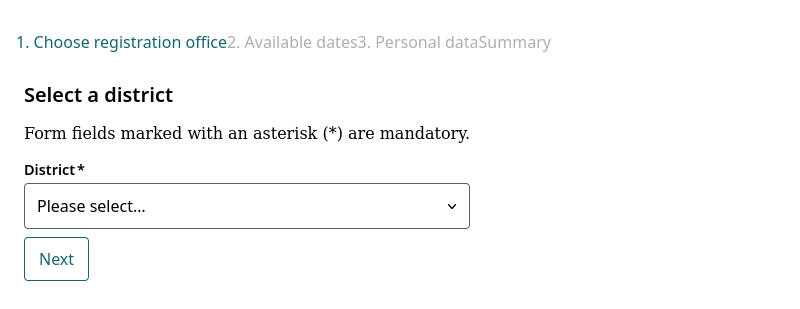 1. Choose registration office2. Available dates3. Personal dataSummary
Select a district
Form fields marked with an asterisk (*) are mandatory.
District*
Please select...
Next